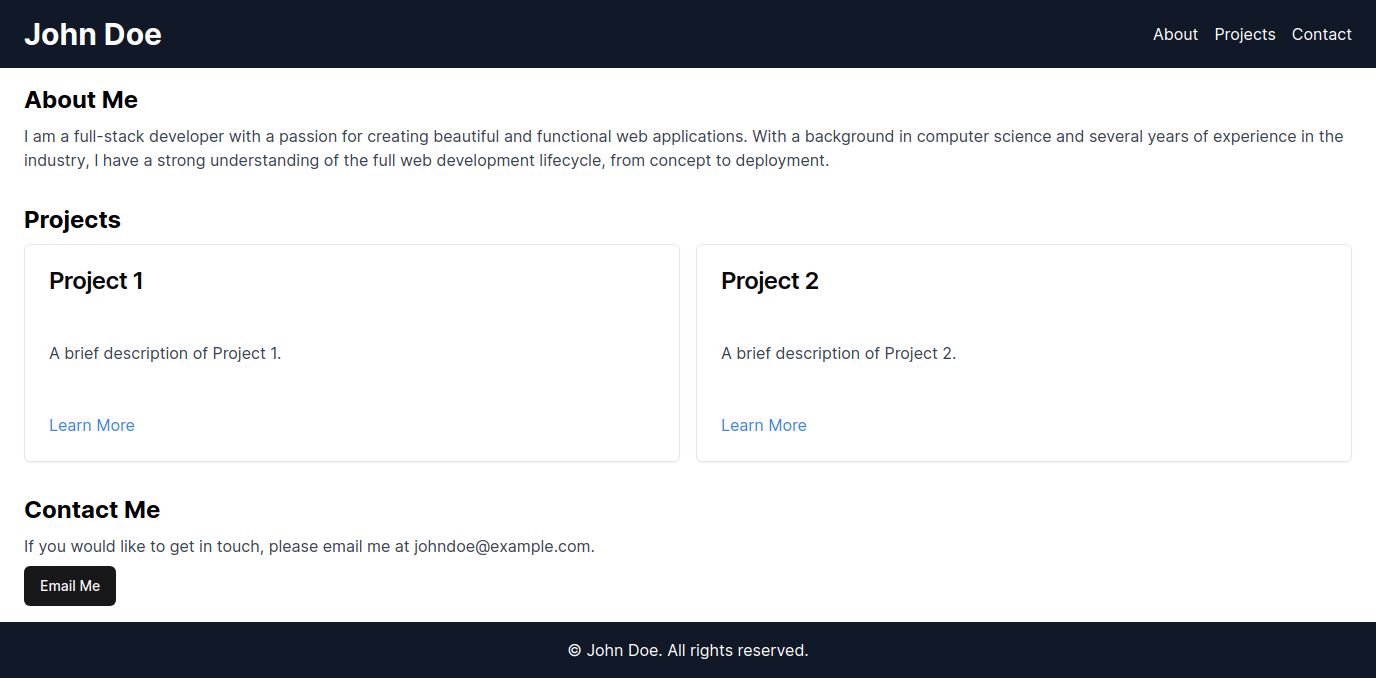 John Doe
About Projects Contact
About Me
I am a full-stack developer with a passion for creating beautiful and functional web applications. With a background in computer science and several years of experience in the
industry, I have a strong understanding of the full web development lifecycle, from concept to deployment.
Projects
Project 1
A brief description of Project 1.
Learn More
Project 2
A brief description of Project 2.
Learn More
Contact Me
If you would like to get in touch, please email me at johndoe@example.com.
Email Me
© John Doe. All rights reserved.